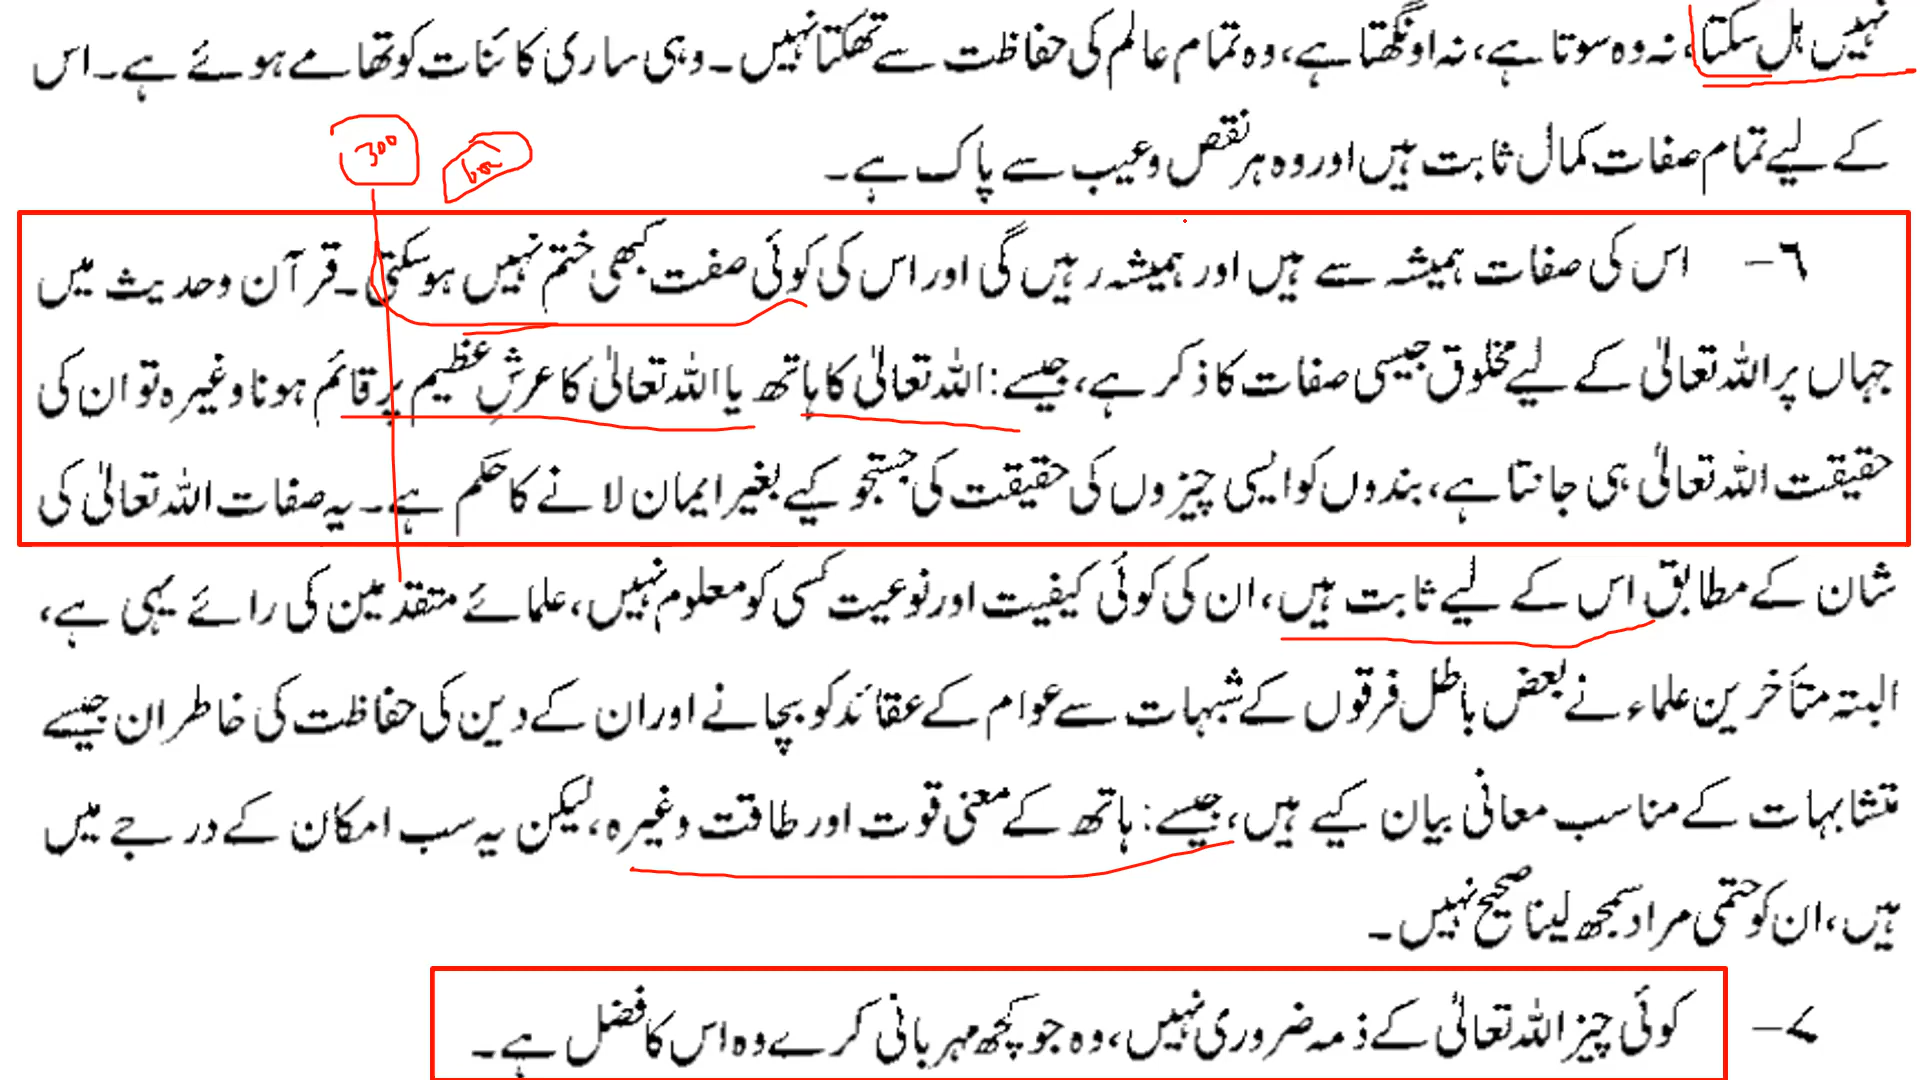 نہیں ہل سکتا، نہ وہ سوتا ہے، نہ اونگھتا ہے، وہ تمام عالم کی حفاظت سے تھکتا نہیں۔ وہی ساری کائنات کو تھامے ہوئے ہے۔ اس
کے لیے تمام صفات کمال ثابت ہیں اور وہ ہر نقص و عیب سے پاک ہے۔
300
600
٦- اس کی صفات ہمیشہ سے ہیں اور ہمیشہ رہیں گی اور اس کی کوئی صفت کبھی ختم نہیں ہو سکتی۔ قرآن و حدیث میں
جہاں پر اللہ تعالیٰ کے لیے مخلوق جیسی صفات کا ذکر ہے، جیسے: اللہ تعالیٰ کا ہاتھ یا اللہ تعالیٰ کا عرشِ عظیم پر قائم ہونا وغیرہ تو ان کی
حقیقت اللہ تعالیٰ ہی جانتا ہے، بندوں کو ایسی چیزوں کی حقیقت کی جستجو کیے بغیر ایمان لانے کا حکم ہے۔ یہ صفات اللہ تعالیٰ کی
شان کے مطابق اس کے لیے ثابت ہیں، ان کی کوئی کیفیت اور نوعیت کسی کو معلوم نہیں، علمائے متقدمین کی رائے یہی ہے،
البتہ متأخرین علماء نے بعض باطل فرقوں کے شبہات سے عوام کے عقائد کو بچانے اور ان کے دین کی حفاظت کی خاطر ان جیسے
متشابہات کے مناسب معانی بیان کیے ہیں، جیسے: ہاتھ کے معنی قوت اور طاقت وغیرہ، لیکن یہ سب امکان کے درجے میں
ہیں، ان کو حتمی مراد سمجھ لینا صحیح نہیں۔
٧- کوئی چیز اللہ تعالیٰ کے ذمہ ضروری نہیں، وہ جو کچھ مہربانی کرے وہ اس کا فضل ہے۔